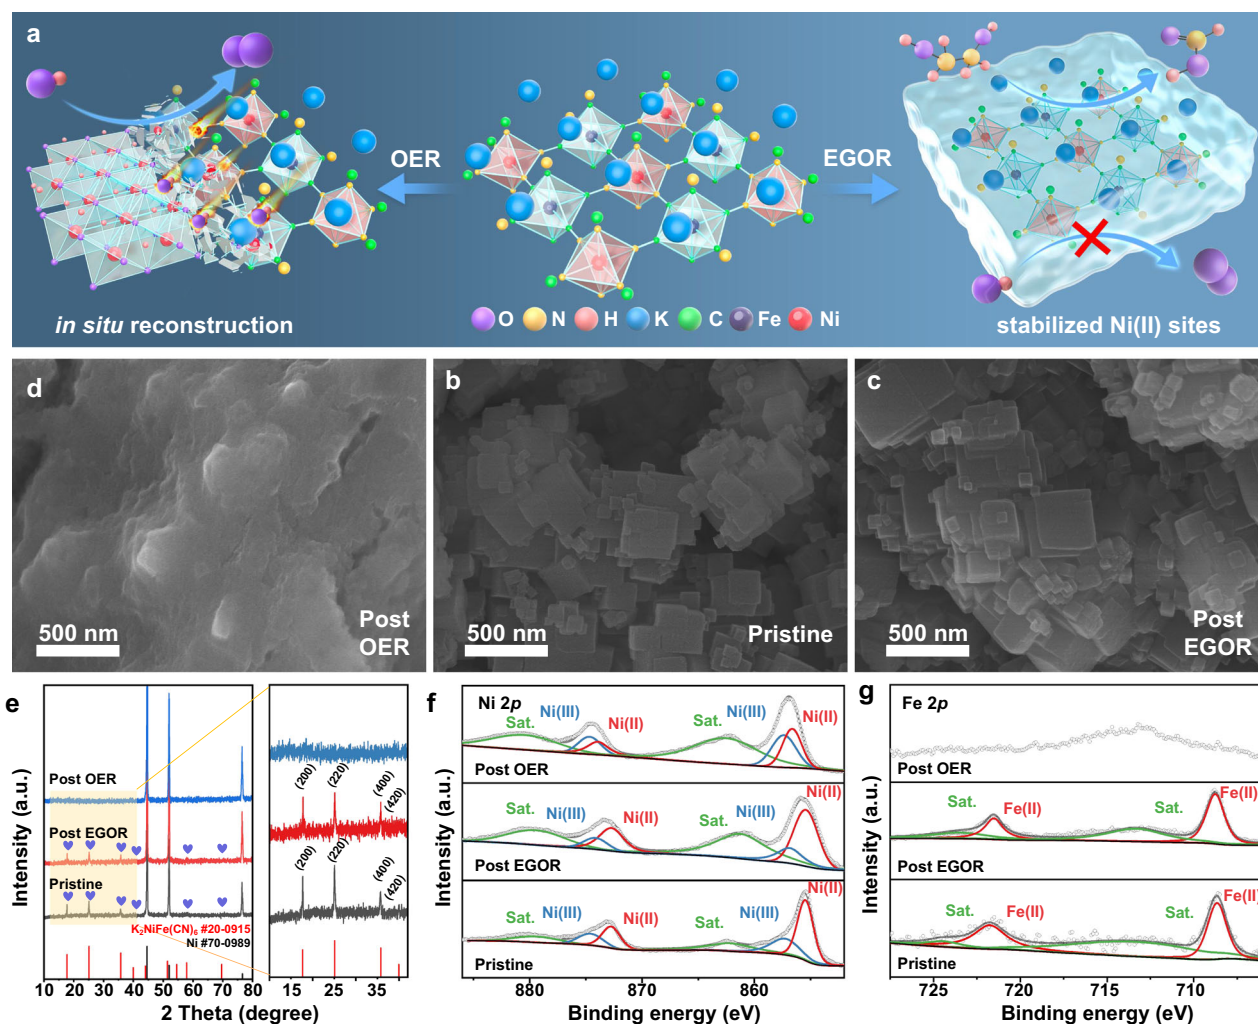 a
OER
EGOR
in situ reconstruction
O N H K C Fe Ni
stabilized Ni(II) sites
d
500 nm
Post
OER
b
500 nm
Pristine
c
500 nm
Post
EGOR
e
Intensity (a.u.)
Post OER
Post EGOR
Pristine
K₂NiFe(CN)₆ #20-0915
Ni #70-0989
10 20 30 40 50 60 70 80
(200)
(220)
(400)
(420)
(200)
(220)
(400)
(420)
10 20 30
2 Theta (degree)
f
Intensity (a.u.)
Ni 2p
Sat.
Ni(III)
Ni(II)
Sat.
Ni(III)
Ni(II)
Post OER
Sat.
Ni(III)
Ni(II)
Sat.
Ni(III)
Ni(II)
Post EGOR
Sat.
Ni(III)
Ni(II)
Sat.
Ni(III)
Ni(II)
Pristine
880 870 860
Binding energy (eV)
g
Intensity (a.u.)
Fe 2p
Post OER
Sat.
Fe(II)
Sat.
Fe(II)
Post EGOR
Sat.
Fe(II)
Sat.
Fe(II)
Pristine
725 720 715 710
Binding energy (eV)